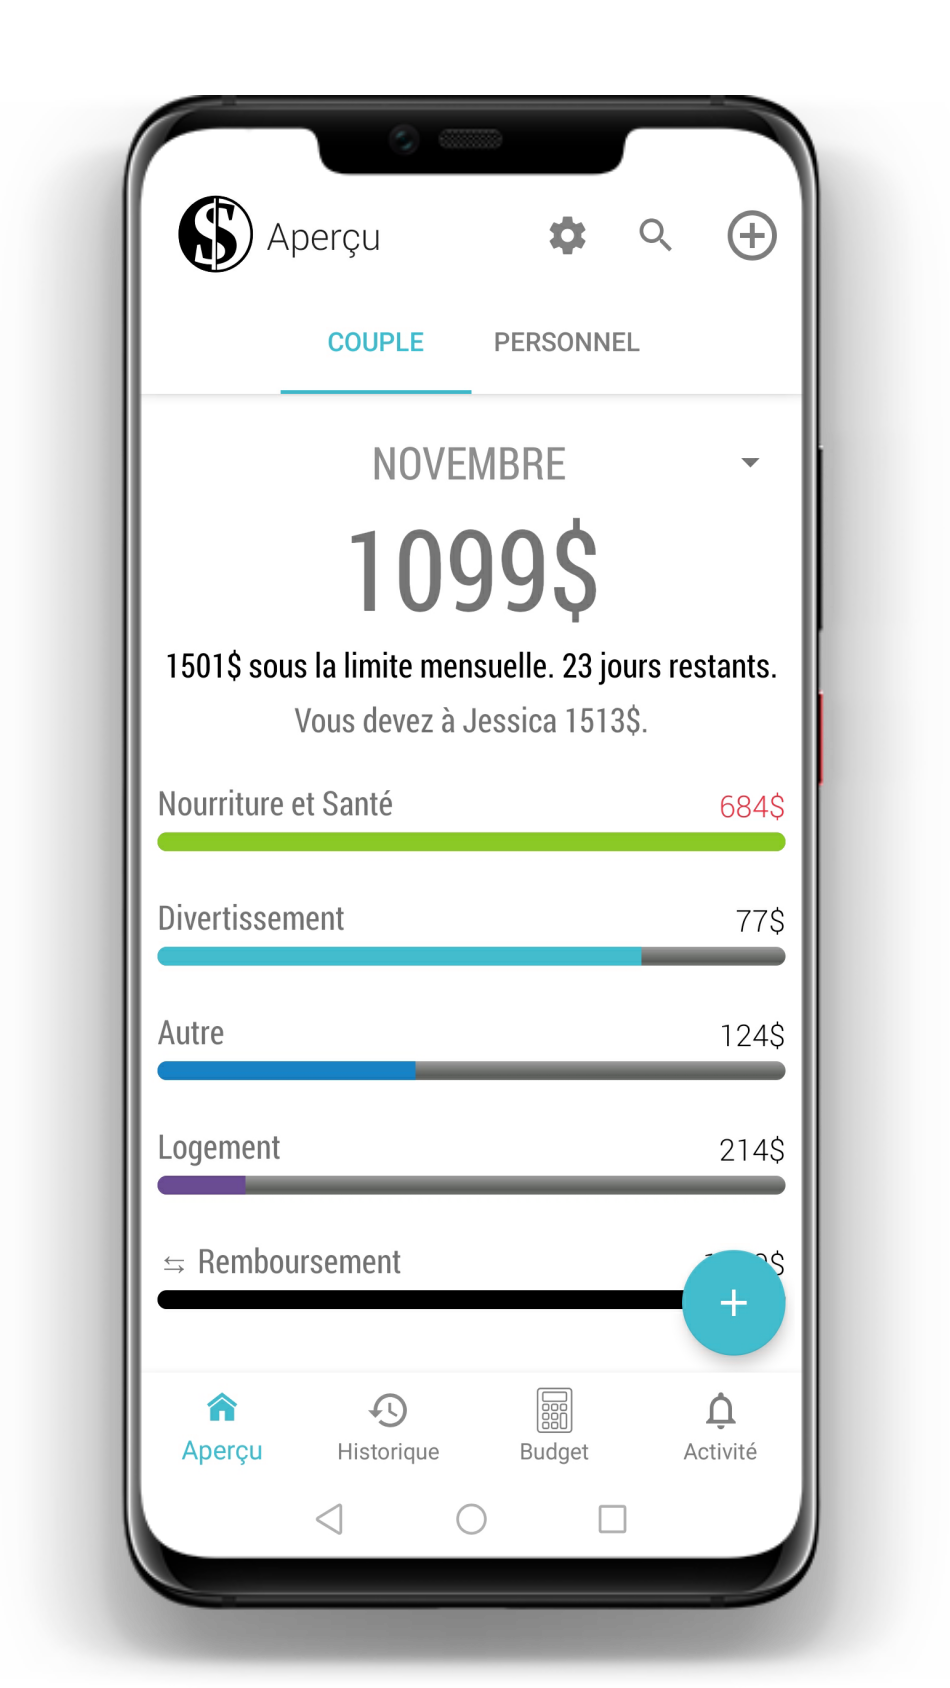 Aperçu
COUPLE PERSONNEL
NOVEMBRE
1099$
1501$ sous la limite mensuelle. 23 jours restants.
Vous devez à Jessica 1513$.
Nourriture et Santé 684$
Divertissement 77$
Autre 124$
Logement 214$
Remboursement
Aperçu Historique Budget Activité